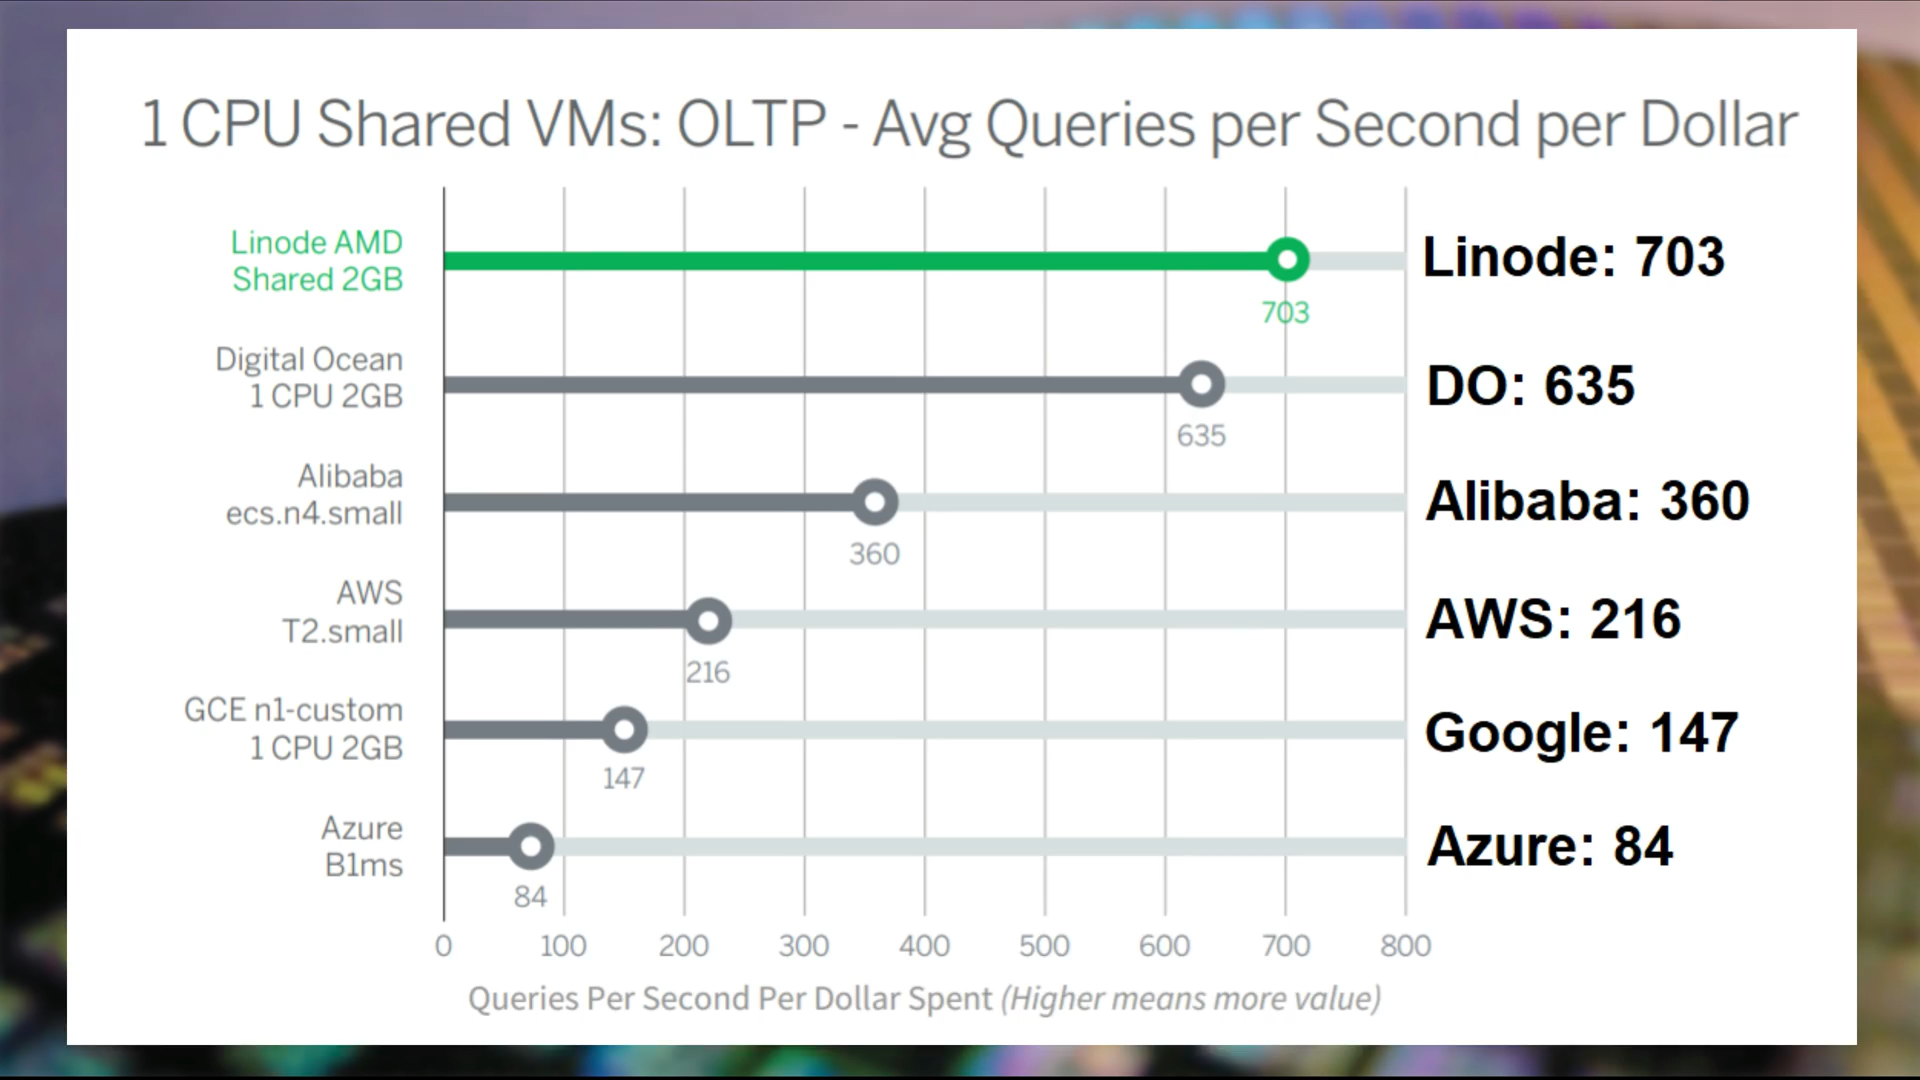 1 CPU Shared VMs: OLTP - Avg Queries per Second per Dollar
Linode AMD
Shared 2GB
703
Linode: 703
Digital Ocean
1 CPU 2GB
635
DO: 635
Alibaba
ecs.n4.small
360
Alibaba: 360
AWS
T2.small
216
AWS: 216
GCE n1-custom
1 CPU 2GB
147
Google: 147
Azure
B1ms
84
Azure: 84
0 100 200 300 400 500 600 700 800
Queries Per Second Per Dollar Spent (Higher means more value)